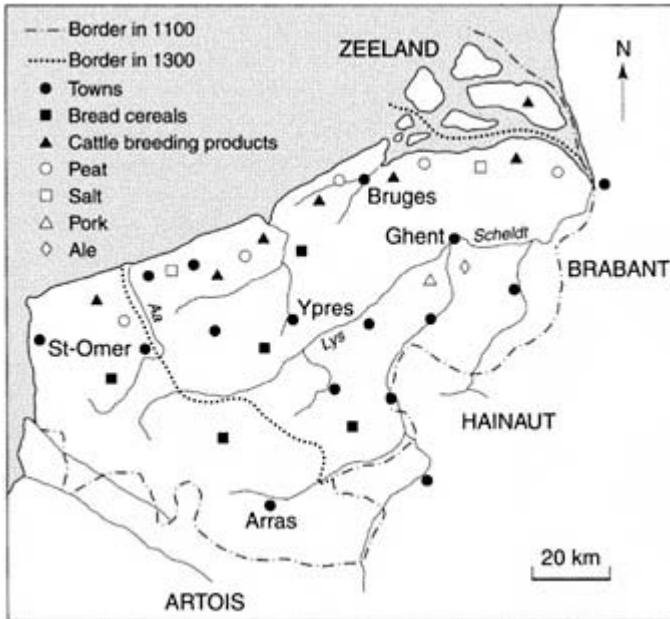 Border in 1100
Border in 1300
Towns
Bread cereals
Cattle breeding products
Peat
Salt
Pork
Ale
ZEELAND
N
Bruges
Ghent
Scheldt
BRABANT
Aa
Ypres
Lys
St-Omer
HAINAUT
Arras
20 km
ARTOIS